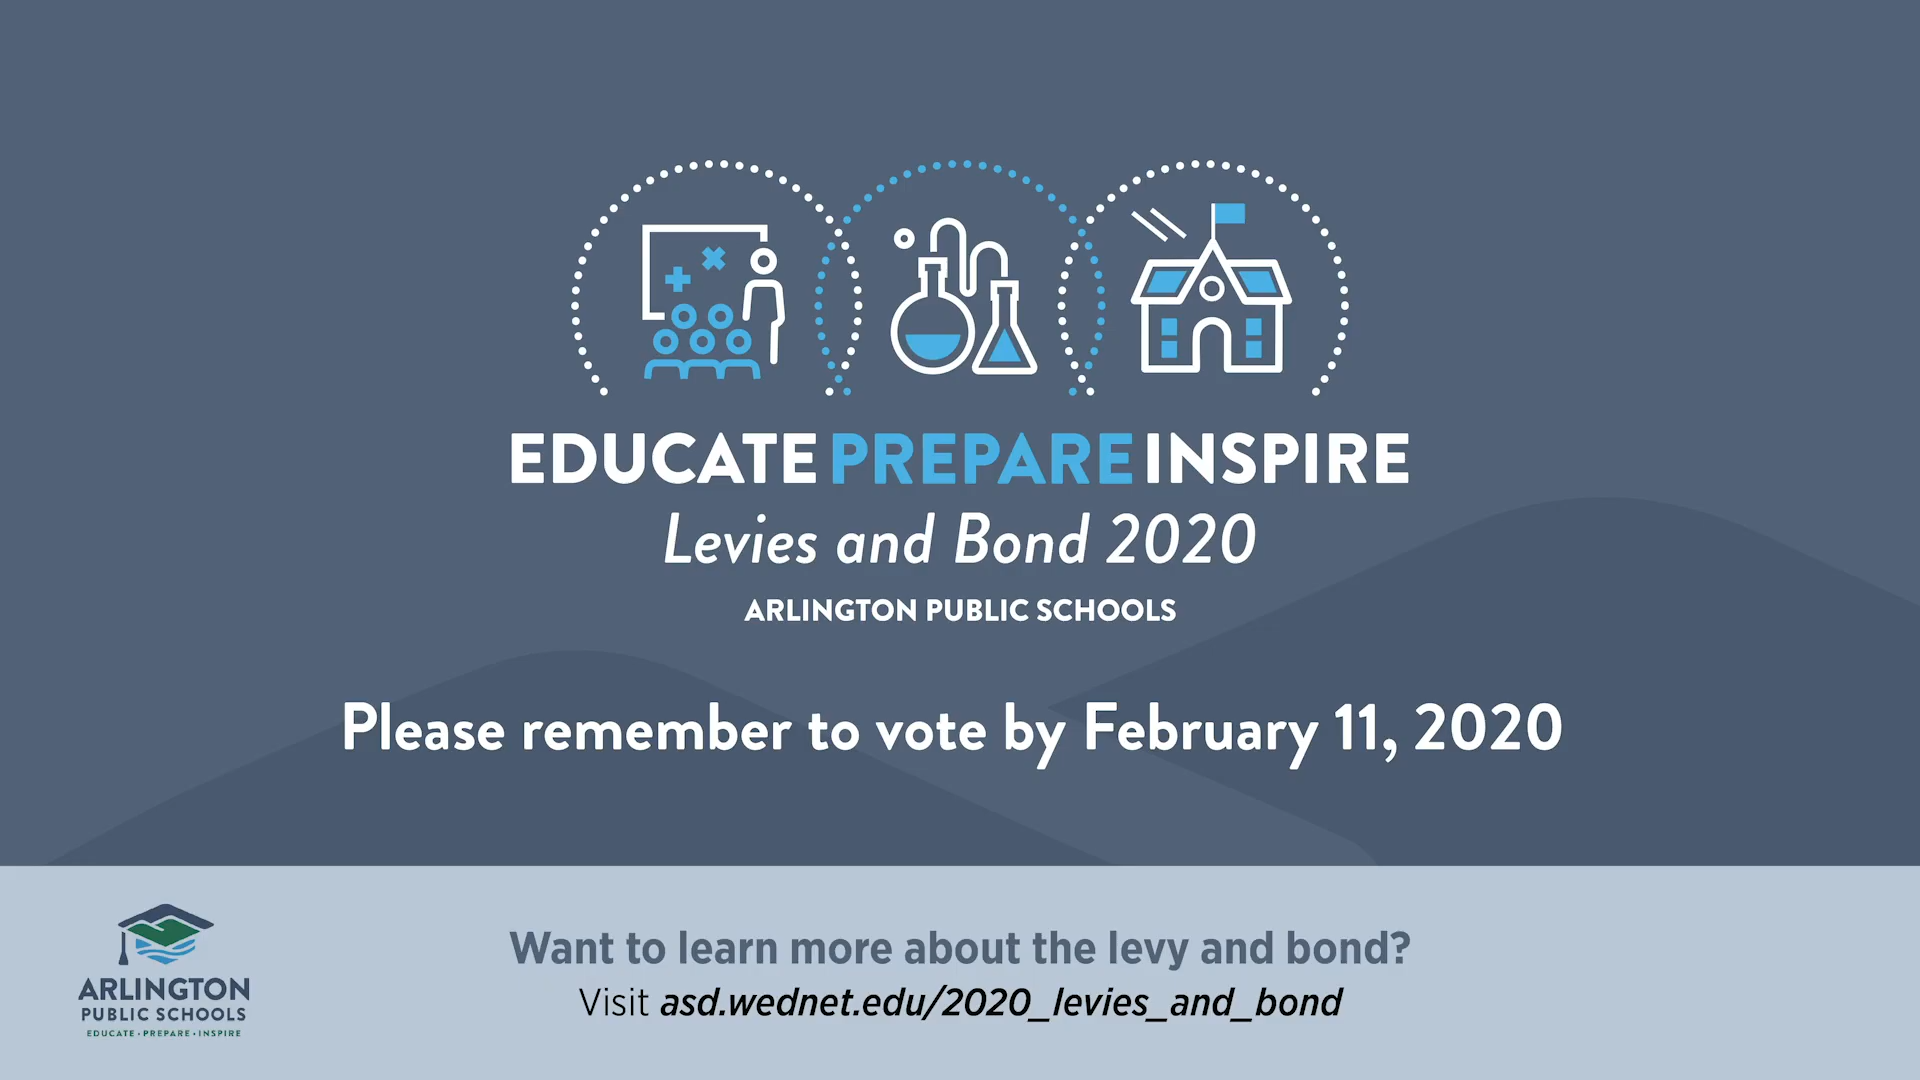 EDUCATE PREPARE INSPIRE
Levies and Bond 2020
ARLINGTON PUBLIC SCHOOLS
Please remember to vote by February 11, 2020
ARLINGTON
PUBLIC SCHOOLS
EDUCATE • PREPARE • INSPIRE
Want to learn more about the levy and bond?
Visit asd.wednet.edu/2020_levies_and_bond